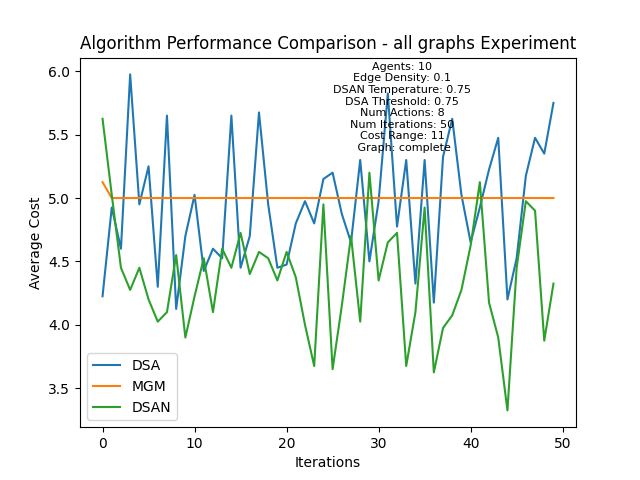 Algorithm Performance Comparison - all graphs Experiment
Agents: 10
Edge Density: 0.1
DSAN Temperature: 0.75
DSA Threshold: 0.75
Num Actions: 8
Num Iterations: 50
Cost Range: 11
Graph: complete
6.0
5.5
5.0
4.5
4.0
3.5
Average Cost
DSA
MGM
DSAN
0 10 20 30 40 50
Iterations